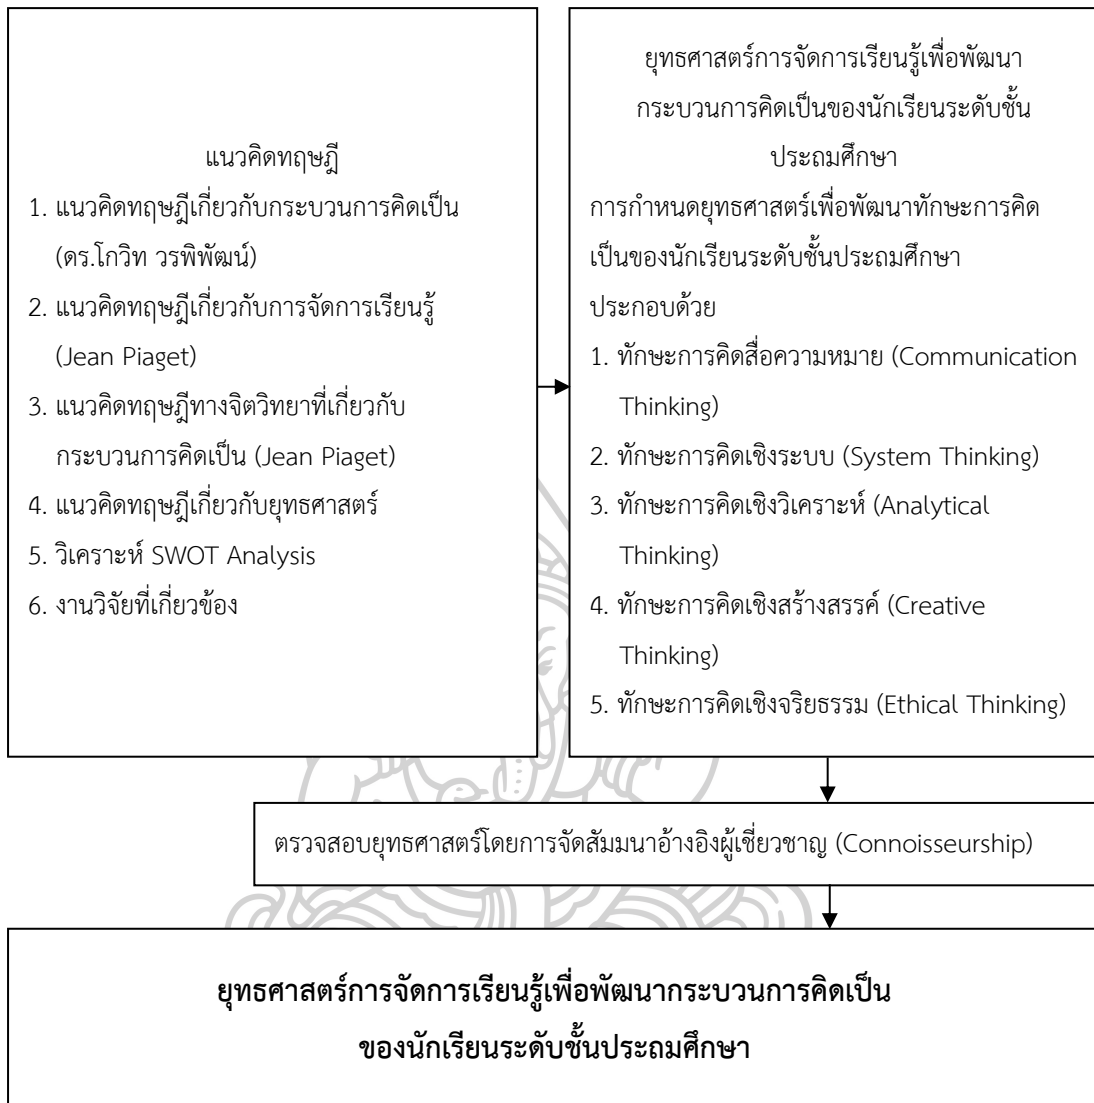 แนวคิดทฤษฎี
1. แนวคิดทฤษฎีเกี่ยวกับกระบวนการคิดเป็น
(ดร.โกวิท วรพิพัฒน์)
2. แนวคิดทฤษฎีเกี่ยวกับการจัดการเรียนรู้
(Jean Piaget)
3. แนวคิดทฤษฎีทางจิตวิทยาที่เกี่ยวกับ
กระบวนการคิดเป็น (Jean Piaget)
4. แนวคิดทฤษฎีเกี่ยวกับยุทธศาสตร์
5. วิเคราะห์ SWOT Analysis
6. งานวิจัยที่เกี่ยวข้อง
ยุทธศาสตร์การจัดการเรียนรู้เพื่อพัฒนา
กระบวนการคิดเป็นของนักเรียนระดับชั้น
ประถมศึกษา
การกำหนดยุทธศาสตร์เพื่อพัฒนาทักษะการคิด
เป็นของนักเรียนระดับชั้นประถมศึกษา
ประกอบด้วย
1. ทักษะการคิดสื่อความหมาย (Communication
Thinking)
2. ทักษะการคิดเชิงระบบ (System Thinking)
3. ทักษะการคิดเชิงวิเคราะห์ (Analytical
Thinking)
4. ทักษะการคิดเชิงสร้างสรรค์ (Creative
Thinking)
5. ทักษะการคิดเชิงจริยธรรม (Ethical Thinking)
ตรวจสอบยุทธศาสตร์โดยการจัดสัมมนาอ้างอิงผู้เชี่ยวชาญ (Connoisseurship)
ยุทธศาสตร์การจัดการเรียนรู้เพื่อพัฒนากระบวนการคิดเป็น
ของนักเรียนระดับชั้นประถมศึกษา